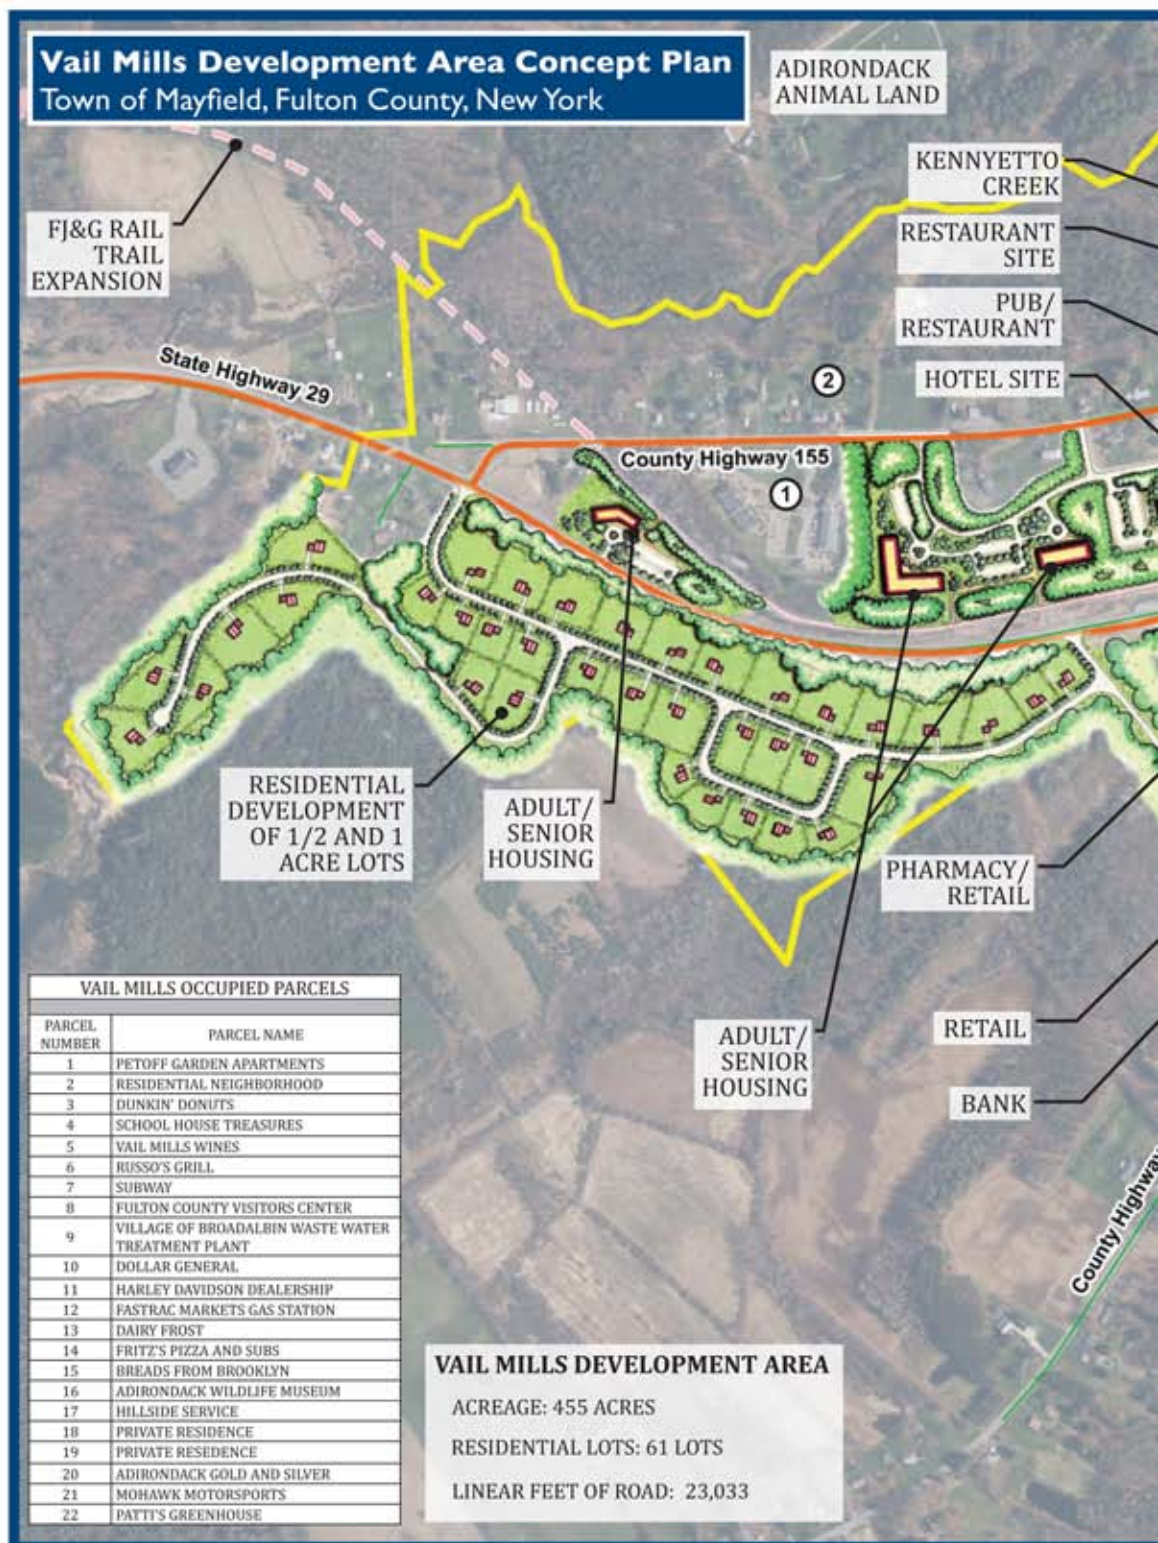 Vail Mills Development Area Concept Plan
Town of Mayfield, Fulton County, New York
ADIRONDACK
ANIMAL LAND
KENNYETTO
CREEK
RESTAURANT
SITE
PUB/
RESTAURANT
HOTEL SITE
FJ&G RAIL
TRAIL
EXPANSION
State Highway 29
2
County Highway 155
1
RESIDENTIAL
DEVELOPMENT
OF 1/2 AND 1
ACRE LOTS
ADULT/
SENIOR
HOUSING
PHARMACY/
RETAIL
ADULT/
SENIOR
HOUSING
RETAIL
BANK
County Highway
VAIL MILLS OCCUPIED PARCELS
PARCEL NUMBER PARCEL NAME
1 PETOFF GARDEN APARTMENTS
2 RESIDENTIAL NEIGHBORHOOD
3 DUNKIN' DONUTS
4 SCHOOL HOUSE TREASURES
5 VAIL MILLS WINES
6 RUSSO'S GRILL
7 SUBWAY
8 FULTON COUNTY VISITORS CENTER
9 VILLAGE OF BROADALBIN WASTE WATER
TREATMENT PLANT
10 DOLLAR GENERAL
11 HARLEY DAVIDSON DEALERSHIP
12 FASTRAC MARKETS GAS STATION
13 DAIRY FROST
14 FRITZ'S PIZZA AND SUBS
15 BREADS FROM BROOKLYN
16 ADIRONDACK WILDLIFE MUSEUM
17 HILLSIDE SERVICE
18 PRIVATE RESIDENCE
19 PRIVATE RESEDENCE
20 ADIRONDACK GOLD AND SILVER
21 MOHAWK MOTORSPORTS
22 PATTI'S GREENHOUSE
VAIL MILLS DEVELOPMENT AREA
ACREAGE: 455 ACRES
RESIDENTIAL LOTS: 61 LOTS
LINEAR FEET OF ROAD: 23,033